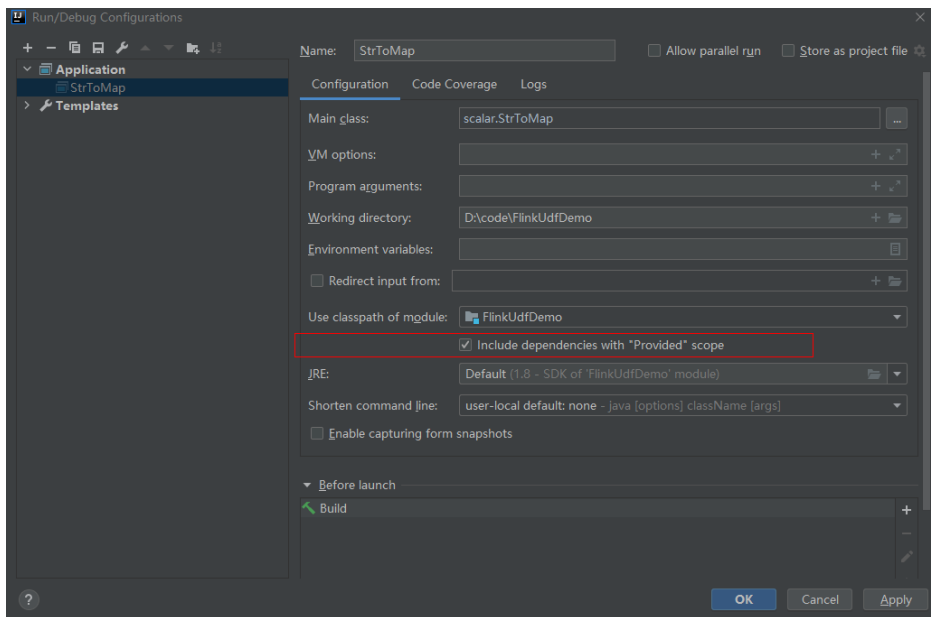 Run/Debug Configurations
Name: StrToMap Allow parallel run Store as project file
Application
StrToMap
Templates
Configuration Code Coverage Logs
Main class: scalar.StrToMap ...
VM options:
Program arguments:
Working directory: D:\code\FlinkUdfDemo
Environment variables:
Redirect input from:
Use classpath of module: FlinkUdfDemo
Include dependencies with "Provided" scope
JRE: Default (1.8 - SDK of 'FlinkUdfDemo' module)
Shorten command line: user-local default: none - java [options] className [args]
Enable capturing form snapshots
Before launch
Build
? OK Cancel Apply